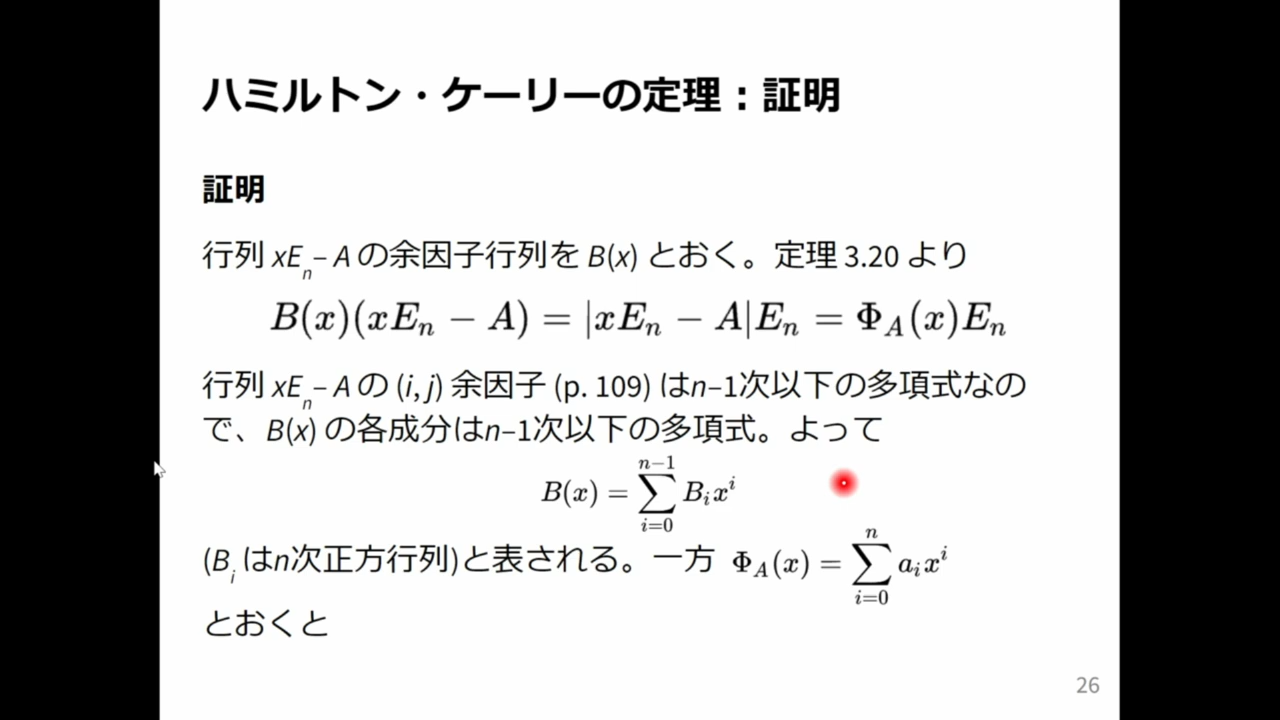 ハミルトン・ケーリーの定理：証明
証明
行列 xE_n – A の余因子行列を B(x) とおく。定理 3.20 より
B(x)(xE_n − A) = |xE_n − A|E_n = Φ_A(x)E_n
行列 xE_n – A の (i, j) 余因子 (p. 109) はn–1次以下の多項式なの
で、B(x) の各成分はn–1次以下の多項式。よって
B(x) = \sum_{i=0}^{n−1} B_i x^i
(B_i はn次正方行列)と表される。一方 Φ_A(x) = \sum_{i=0}^{n} a_i x^i
とおくと
26